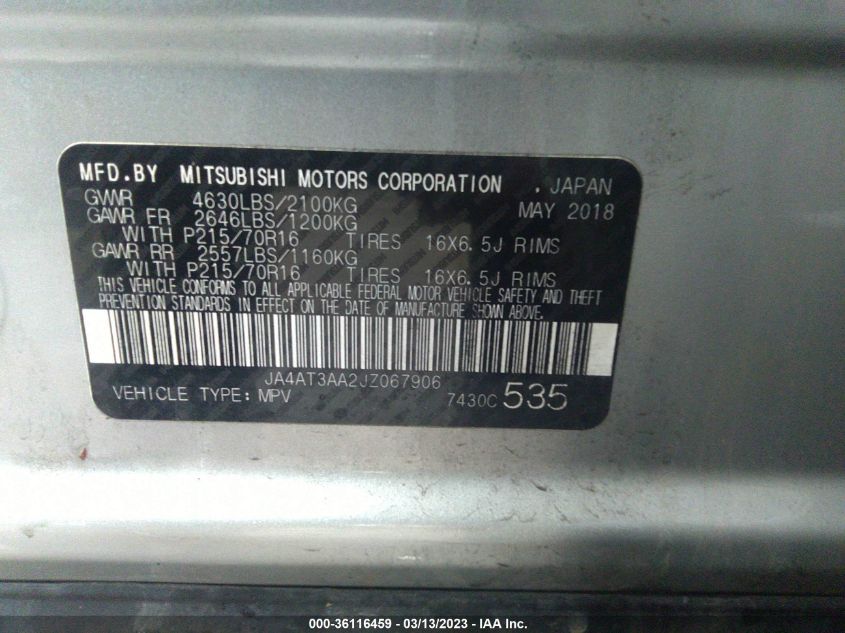 MFD.BY MITSUBISHI MOTORS CORPORATION . JAPAN
GVWR 4630LBS/2100KG MAY 2018
GAWR FR 2646LBS/1200KG
WITH P215/70R16 TIRES 16X6.5J RIMS
GAWR RR 2557LBS/1160KG
WITH P215/70R16 TIRES 16X6.5J RIMS
THIS VEHICLE CONFORMS TO ALL APPLICABLE FEDERAL MOTOR VEHICLE SAFETY AND THEFT
PREVENTION STANDARDS IN EFFECT ON THE DATE OF MANUFACTURE SHOWN ABOVE.
JA4AT3AA2JZ067906
VEHICLE TYPE: MPV 7430C 535
000-36116459 - 03/13/2023 - IAA Inc.